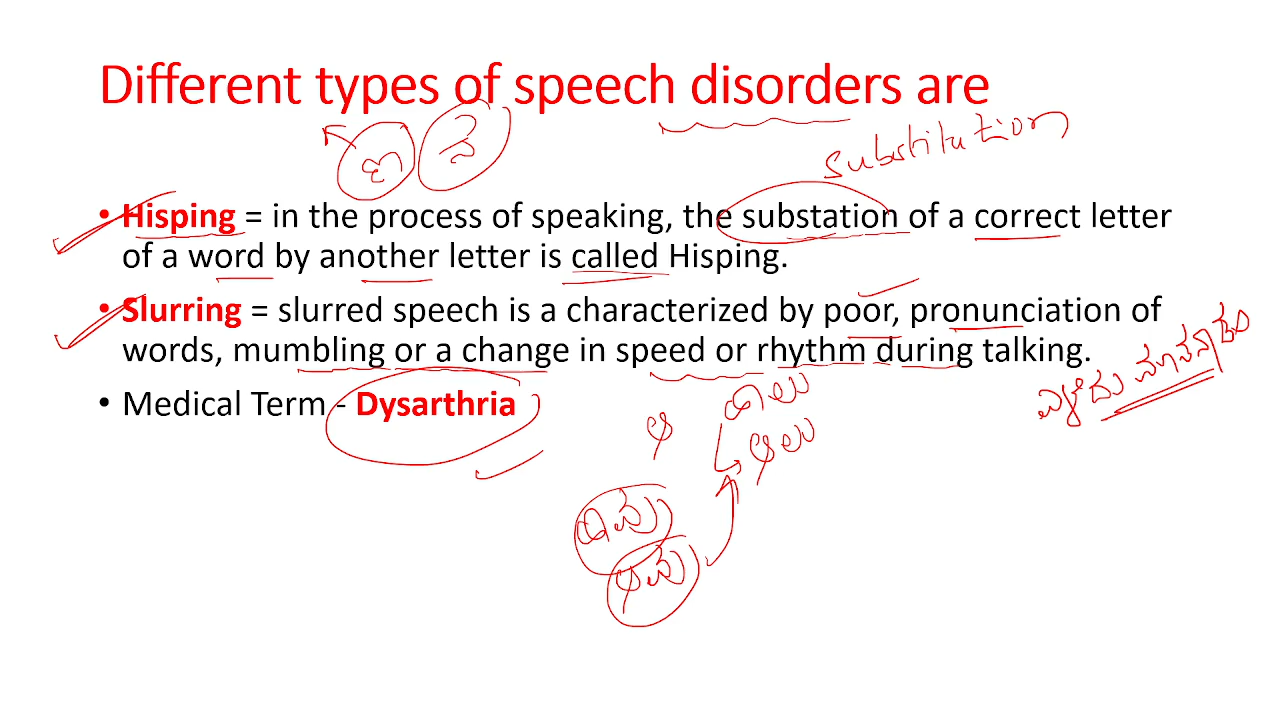 Different types of speech disorders are
substitution
• Hisping = in the process of speaking, the substation of a correct letter
of a word by another letter is called Hisping.
• Slurring = slurred speech is a characterized by poor, pronunciation of
words, mumbling or a change in speed or rhythm during talking.
• Medical Term - Dysarthria